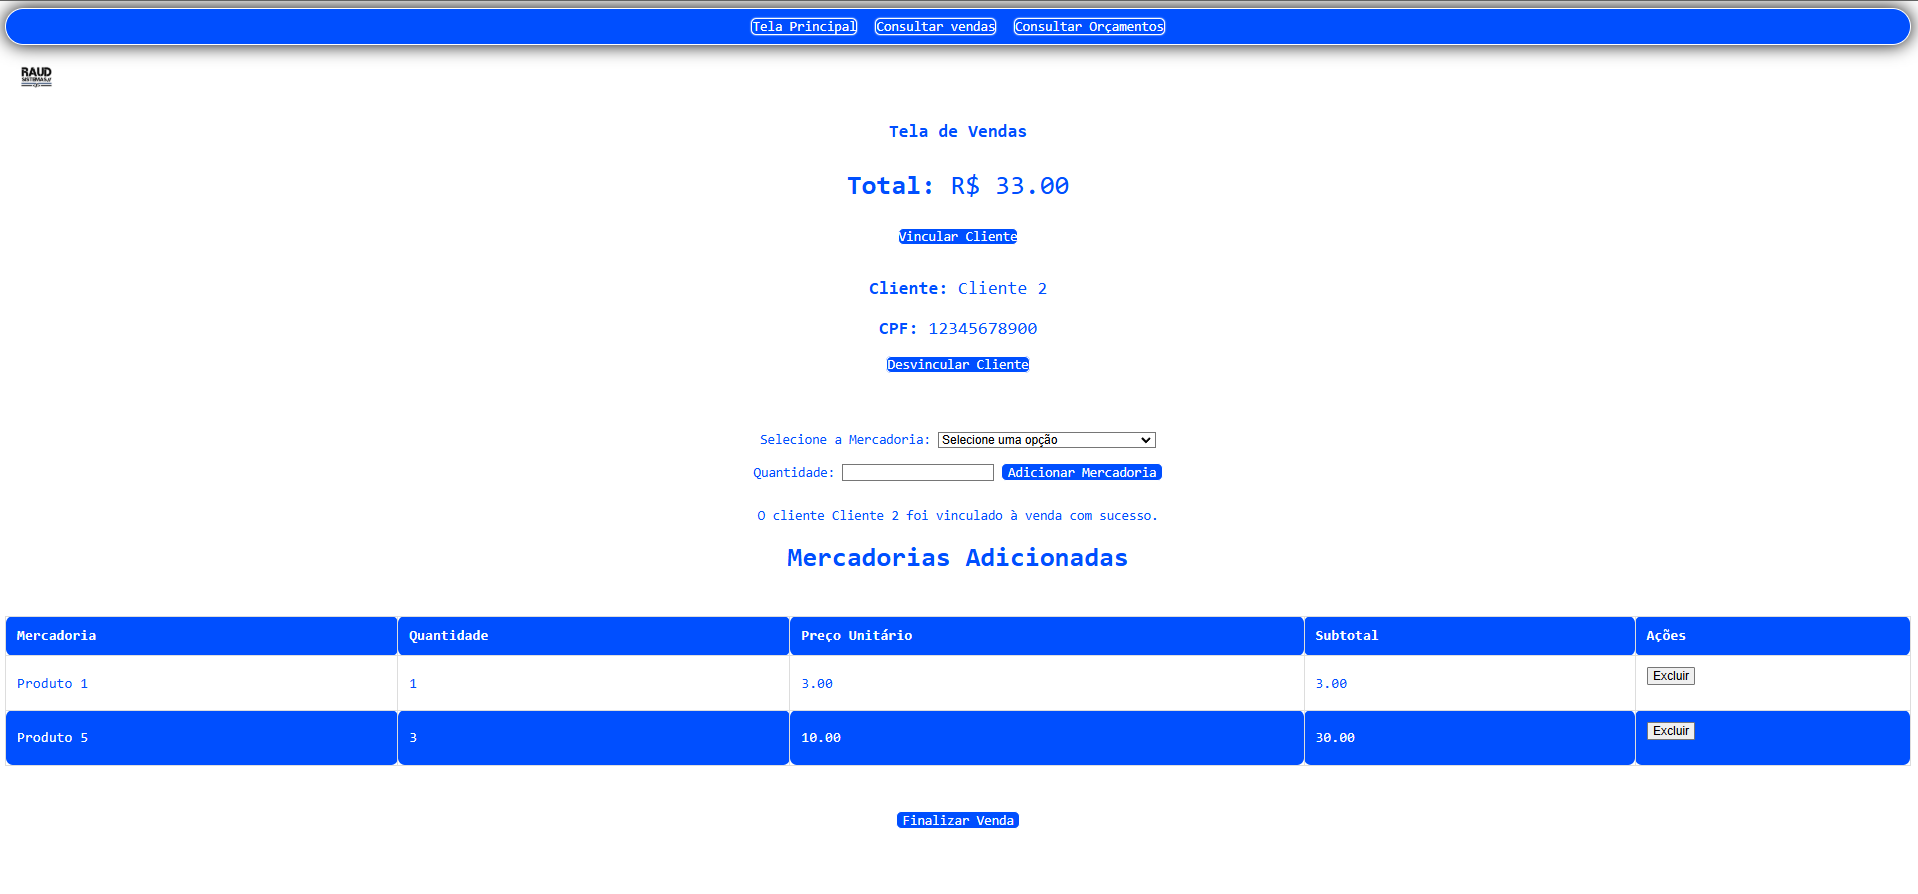 Tela Principal Consultar vendas Consultar Orçamentos
RAUD
SISTEMAS//
Tela de Vendas
Total: R$ 33.00
Vincular Cliente
Cliente: Cliente 2
CPF: 12345678900
Desvincular Cliente
Selecione a Mercadoria: Selecione uma opção
Quantidade: Adicionar Mercadoria
O cliente Cliente 2 foi vinculado à venda com sucesso.
Mercadorias Adicionadas
Mercadoria Quantidade Preço Unitário Subtotal Ações
Produto 1 1 3.00 3.00 Excluir
Produto 5 3 10.00 30.00 Excluir
Finalizar Venda